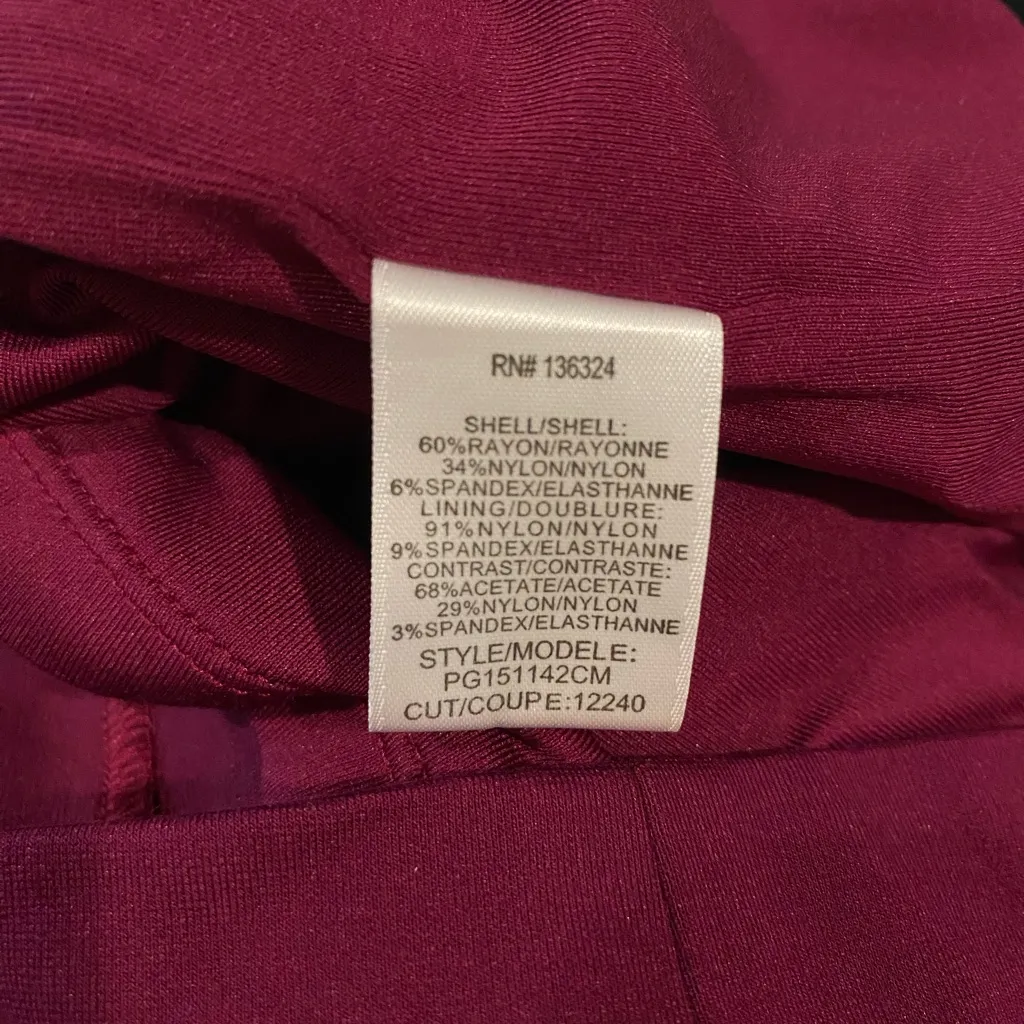 RN# 136324
SHELL/SHELL:
60%RAYON/RAYONNE
34%NYLON/NYLON
6%SPANDEX/ELASTHANNE
LINING/DOUBLURE:
91%NYLON/NYLON
9%SPANDEX/ELASTHANNE
CONTRAST/CONTRASTE:
68%ACETATE/ACETATE
29%NYLON/NYLON
3%SPANDEX/ELASTHANNE
STYLE/MODELE:
PG151142CM
CUT/COUPE:12240